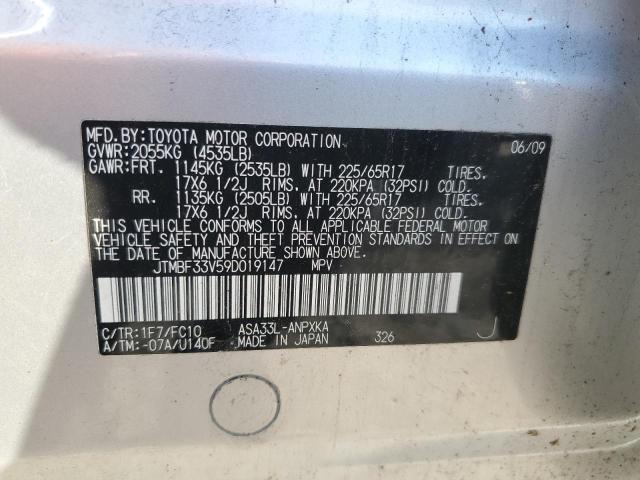 MFD.BY:TOYOTA MOTOR CORPORATION 06/09
GVWR:2055KG (4535LB)
GAWR:FRT. 1145KG (2535LB) WITH 225/65R17 TIRES.
17X6 1/2J RIMS. AT 220KPA (32PSI) COLD.
RR. 1135KG (2505LB) WITH 225/65R17 TIRES.
17X6 1/2J RIMS. AT 220KPA (32PSI) COLD.
THIS VEHICLE CONFORMS TO ALL APPLICABLE FEDERAL MOTOR
VEHICLE SAFETY AND THEFT PREVENTION STANDARDS IN EFFECT ON
THE DATE OF MANUFACTURE SHOWN ABOVE.
JTMBF33V59D019147 MPV
C/TR:1F7/FC10 ASA33L-ANPXKA
A/TM:-07A/U140F MADE IN JAPAN 326 J